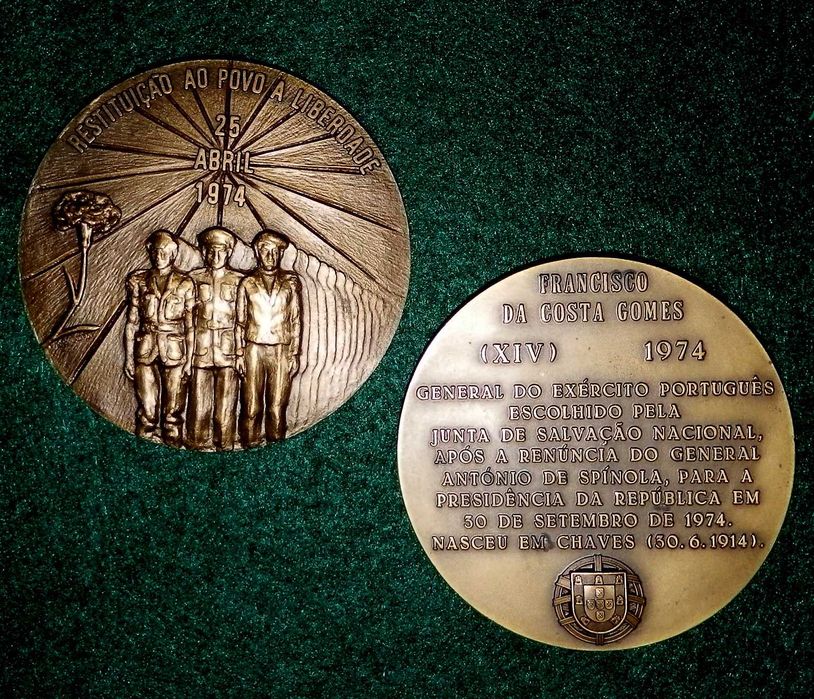 RESTITUIÇÃO AO POVO À LIBERDADE
25
ABRIL
1974
FRANCISCO
DA COSTA GOMES
(XIV) 1974
GENERAL DO EXÉRCITO PORTUGUÊS
ESCOLHIDO PELA
JUNTA DE SALVAÇÃO NACIONAL,
APÓS A RENÚNCIA DO GENERAL
ANTÓNIO DE SPÍNOLA, PARA A
PRESIDÊNCIA DA REPÚBLICA EM
30 DE SETEMBRO DE 1974.
NASCEU EM CHAVES (30.6.1914).